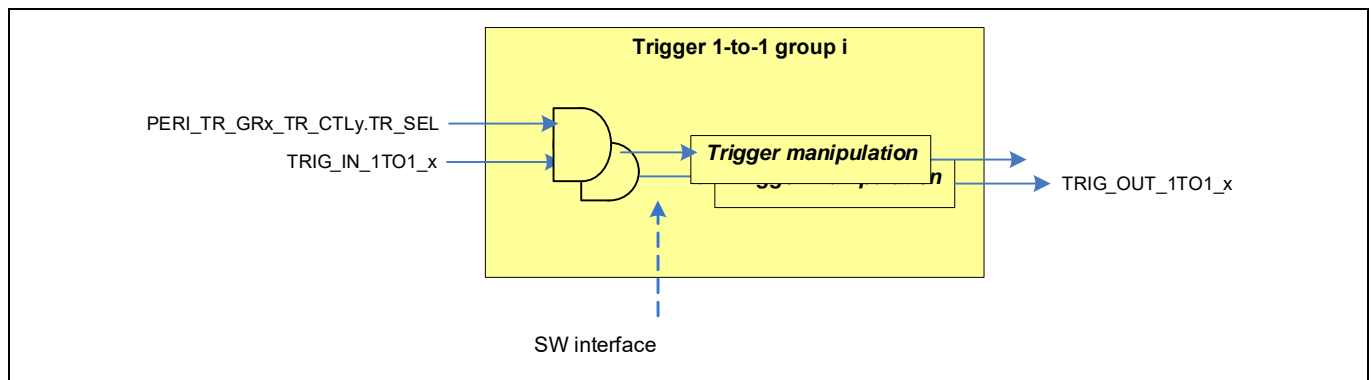 Trigger 1-to-1 group i
PERI_TR_GRx_TR_CTLy.TR_SEL
TRIG_IN_1TO1_x
Trigger manipulation
TRIG_OUT_1TO1_x
SW interface